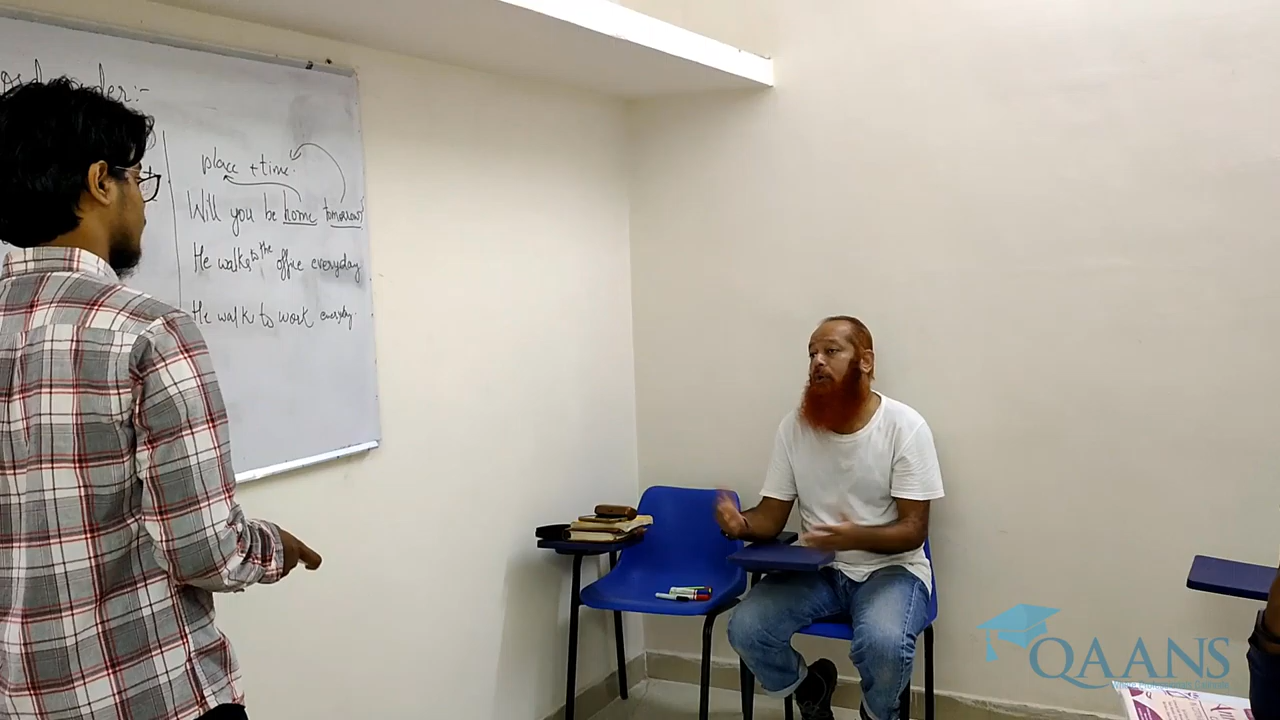 order:-
place + time.
Will you be home tomorrow?
He walks to the office everyday
He walk to work everyday.
QAANS